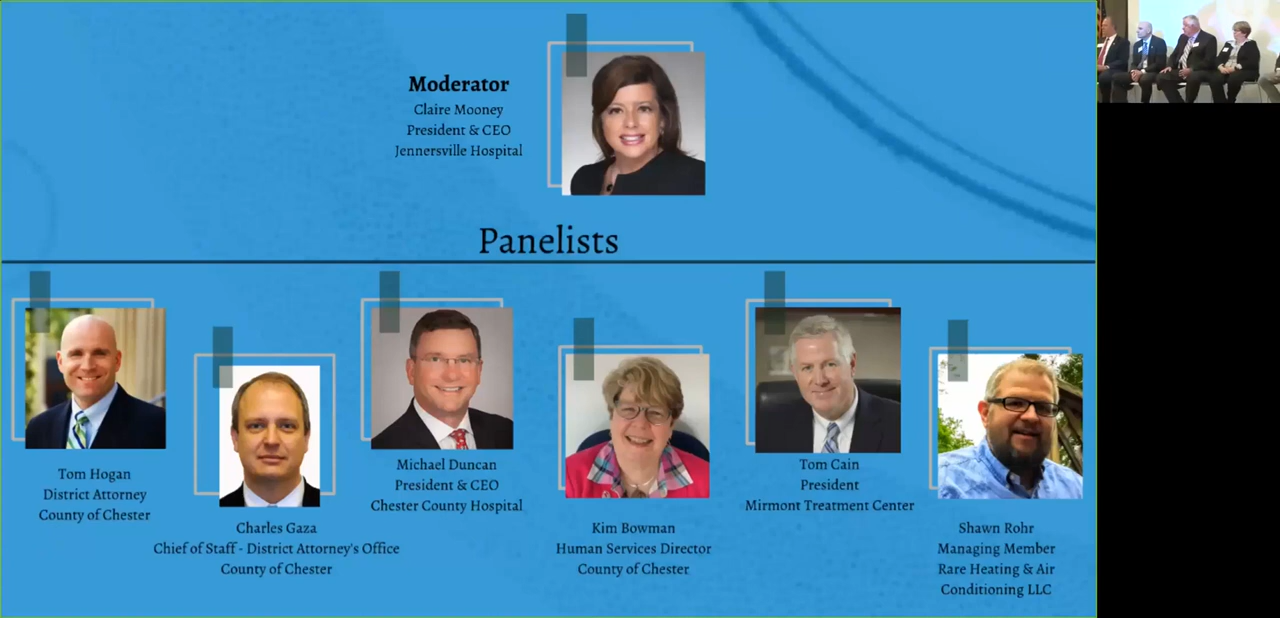 Moderator
Claire Mooney
President & CEO
Jennersville Hospital
Panelists
Tom Hogan
District Attorney
County of Chester
Charles Gaza
Chief of Staff - District Attorney's Office
County of Chester
Michael Duncan
President & CEO
Chester County Hospital
Kim Bowman
Human Services Director
County of Chester
Tom Cain
President
Mirmont Treatment Center
Shawn Rohr
Managing Member
Rare Heating & Air
Conditioning LLC